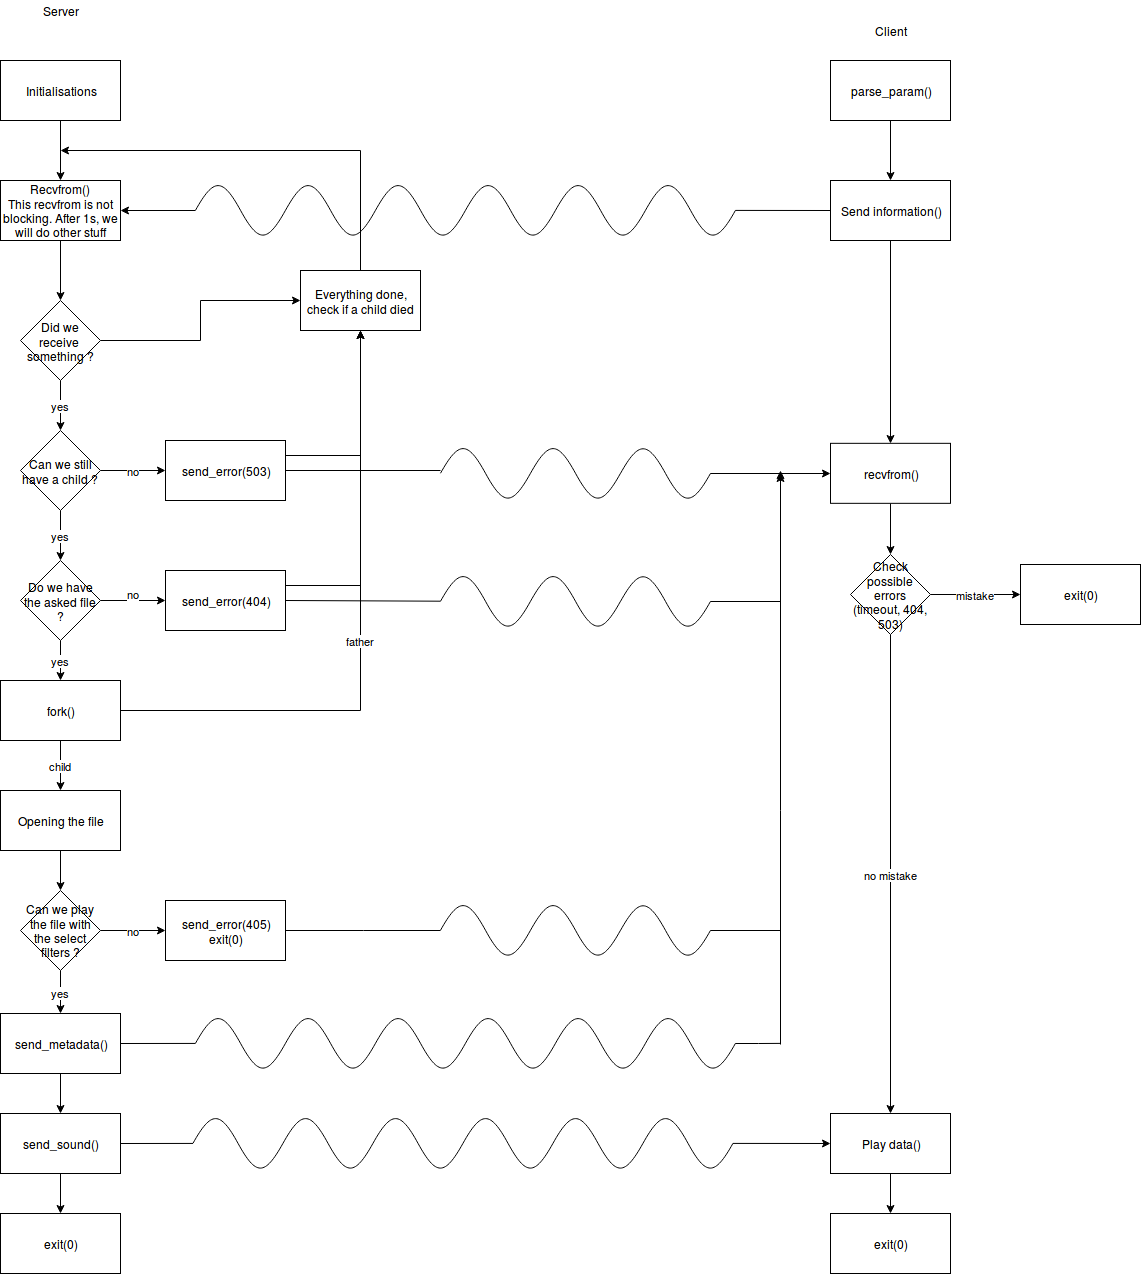 Server
Client
Initialisations
parse_param()
Recvfrom()
This recvfrom is not
blocking. After 1s, we
will do other stuff
Send information()
Everything done,
check if a child died
Did we
receive
something ?
yes
Can we still
have a child ?
no
send_error(503)
recvfrom()
yes
Do we have
the asked file
?
no
send_error(404)
Check
possible
errors
(timeout, 404,
503)
mistake
exit(0)
father
yes
fork()
child
Opening the file
no mistake
Can we play
the file with
the select
filters ?
no
send_error(405)
exit(0)
yes
send_metadada()
send_sound()
Play data()
exit(0)
exit(0)